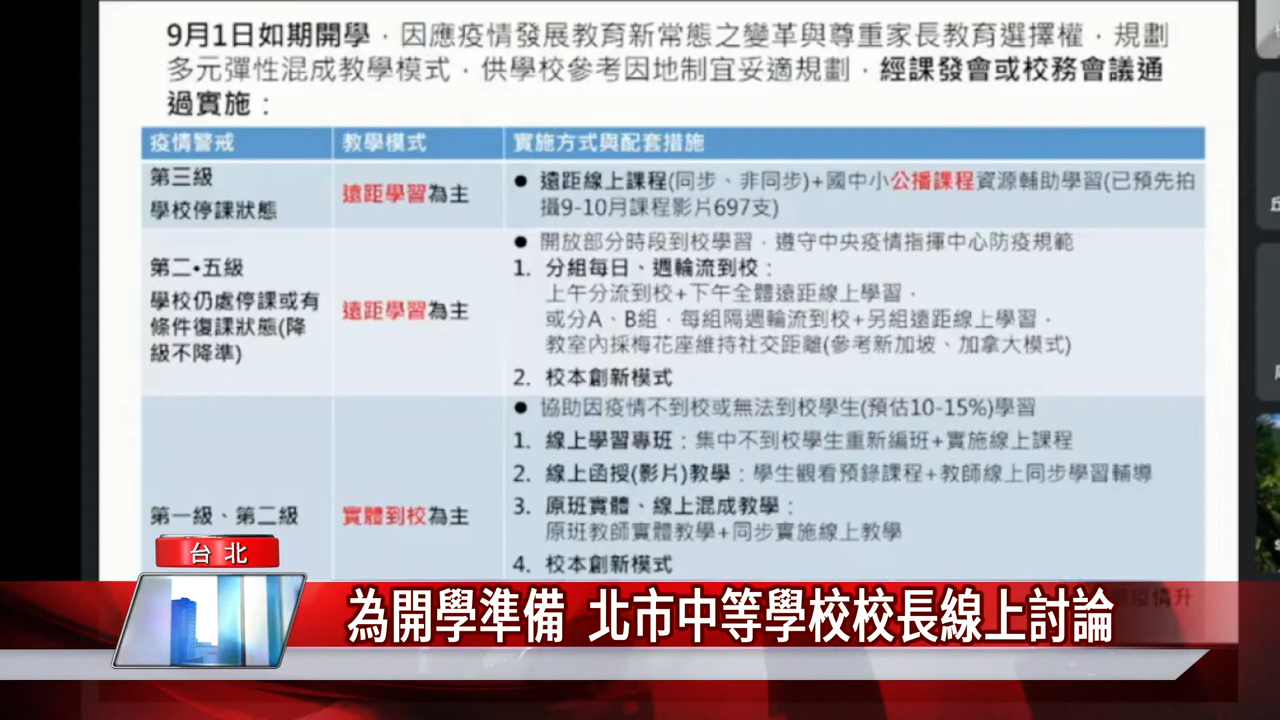 9月1日如期開學，因應疫情發展教育新常態之變革與尊重家長教育選擇權，規劃
多元彈性混成教學模式，供學校參考因地制宜妥適規劃，經課發會或校務會議通
過實施：
疫情警戒 教學模式 實施方式與配套措施
第三級
學校停課狀態
遠距學習為主
● 遠距線上課程(同步、非同步)+國中小公播課程資源輔助學習(已預先拍
攝9-10月課程影片697支)
第二•五級
學校仍處停課或有
條件復課狀態(降
級不降準)
遠距學習為主
● 開放部分時段到校學習，遵守中央疫情指揮中心防疫規範
1. 分組每日、週輪流到校：
上午分流到校+下午全體遠距線上學習，
或分A、B組，每組隔週輪流到校+另組遠距線上學習，
教室內採梅花座維持社交距離(參考新加坡、加拿大模式)
2. 校本創新模式
第一級、第二級
實體到校為主
● 協助因疫情不到校或無法到校學生(預估10-15%)學習
1. 線上學習專班：集中不到校學生重新編班+實施線上課程
2. 線上函授(影片)教學：學生觀看預錄課程+教師線上同步學習輔導
3. 原班實體、線上混成教學：
原班教師實體教學+同步實施線上教學
4. 校本創新模式
疫情升
台北
為開學準備 北市中等學校校長線上討論